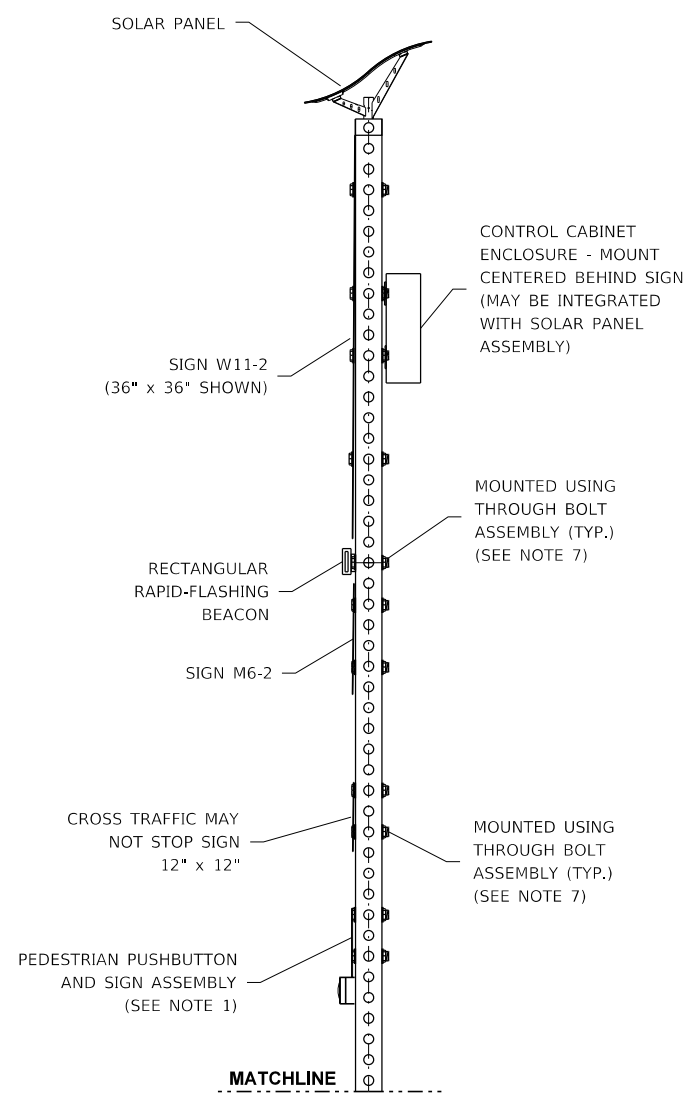 SOLAR PANEL
CONTROL CABINET
ENCLOSURE - MOUNT
CENTERED BEHIND SIGN
(MAY BE INTEGRATED
WITH SOLAR PANEL
ASSEMBLY)
SIGN W11-2
(36" x 36" SHOWN)
MOUNTED USING
THROUGH BOLT
ASSEMBLY (TYP.)
(SEE NOTE 7)
RECTANGULAR
RAPID-FLASHING
BEACON
SIGN M6-2
CROSS TRAFFIC MAY
NOT STOP SIGN
12" x 12"
MOUNTED USING
THROUGH BOLT
ASSEMBLY (TYP.)
(SEE NOTE 7)
PEDESTRIAN PUSHBUTTON
AND SIGN ASSEMBLY
(SEE NOTE 1)
MATCHLINE